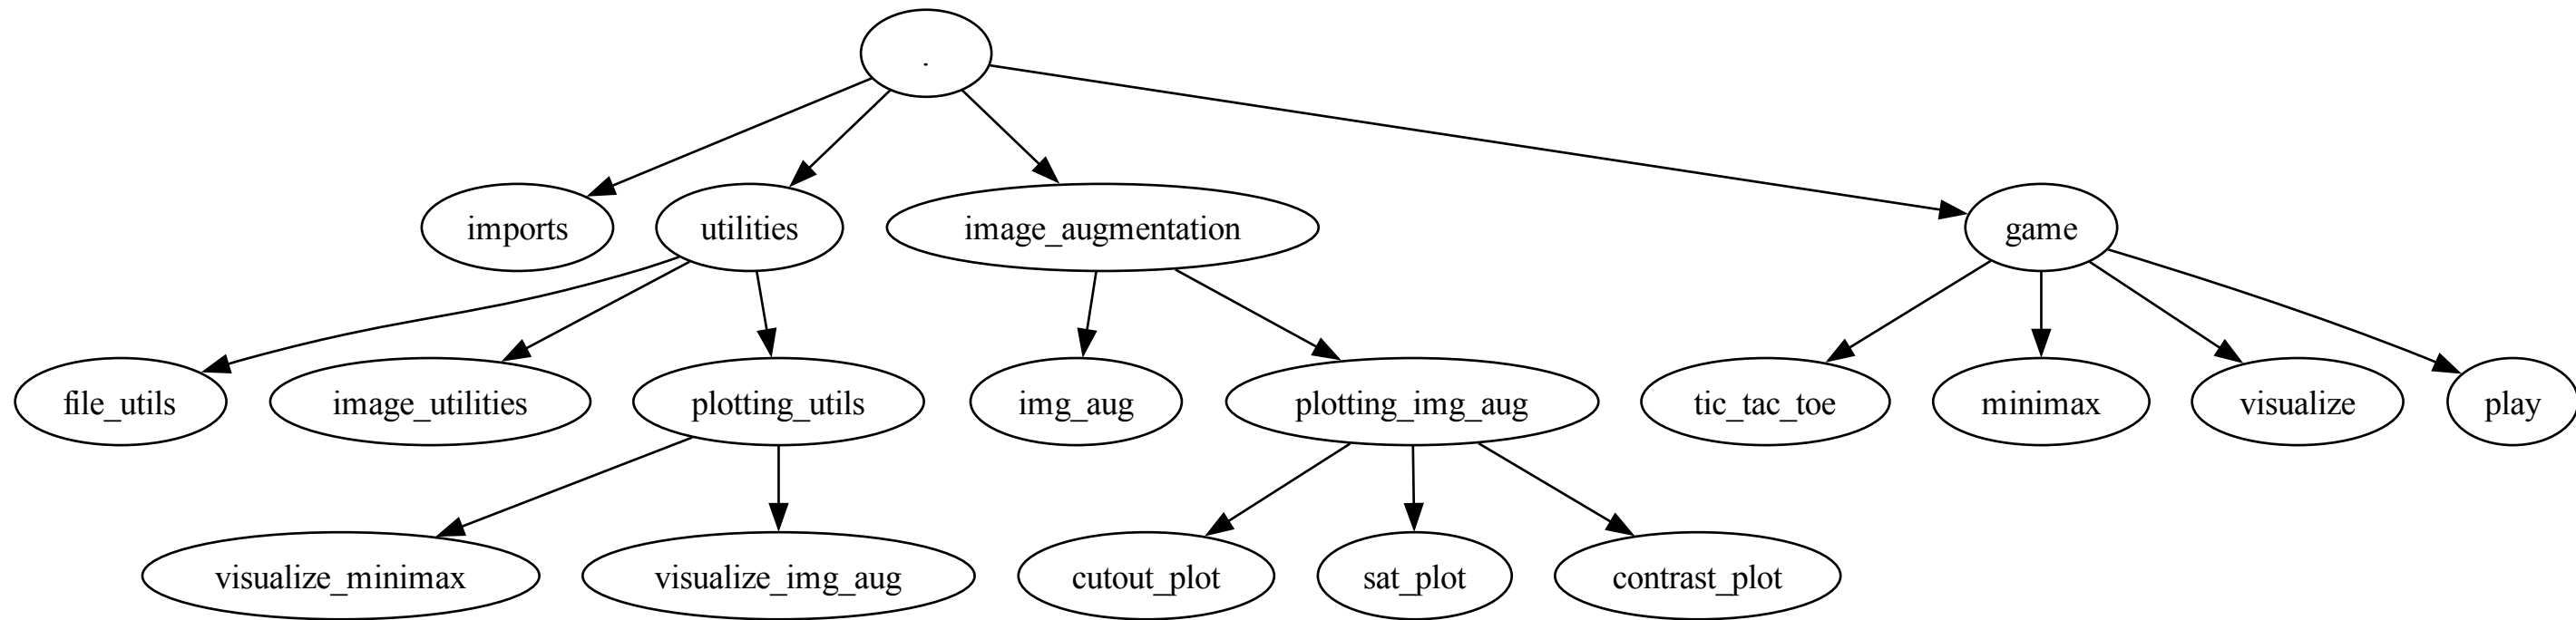 .
imports
utilities
image_augmentation
game
file_utils
image_utilities
plotting_utils
img_aug
plotting_img_aug
tic_tac_toe
minimax
visualize
play
visualize_minimax
visualize_img_aug
cutout_plot
sat_plot
contrast_plot